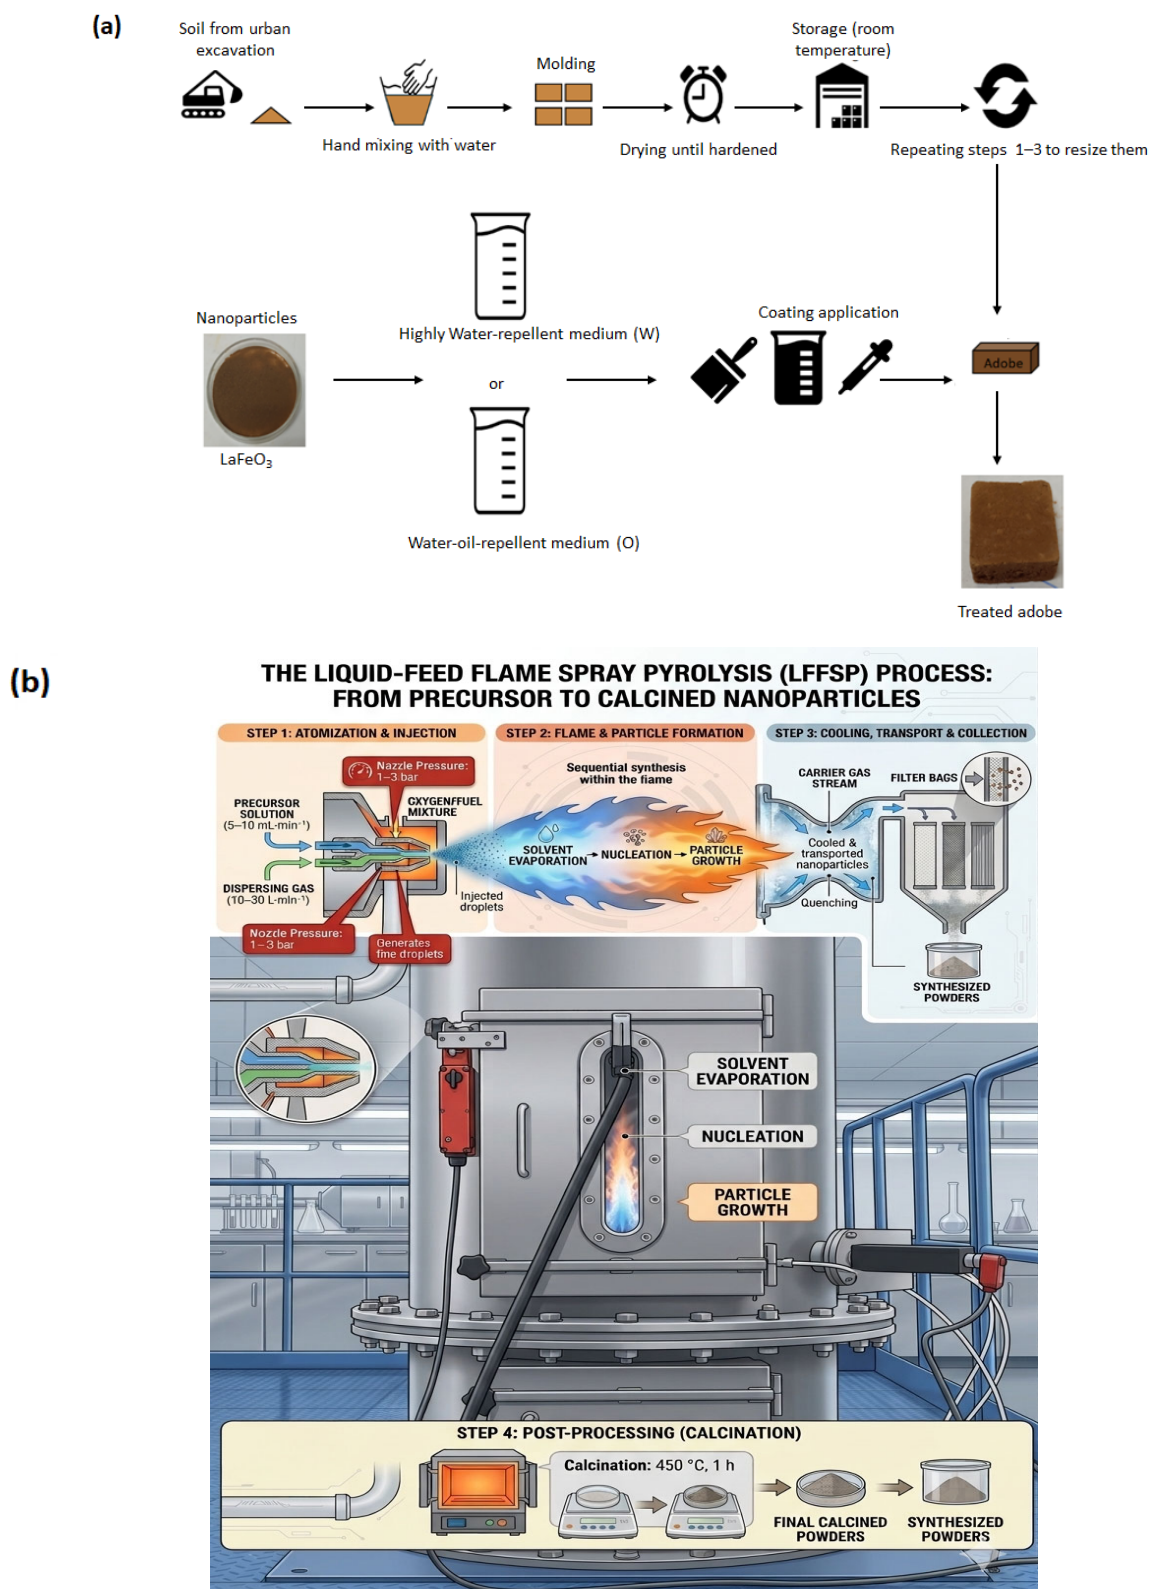 (a)
Soil from urban
excavation
Hand mixing with water
Molding
Drying until hardened
Storage (room
temperature)
Repeating steps 1–3 to resize them
Nanoparticles
LaFeO₃
Highly Water-repellent medium (W)
or
Water-oil-repellent medium (O)
Coating application
Adobe
Treated adobe
(b)
THE LIQUID-FEED FLAME SPRAY PYROLYSIS (LFFSP) PROCESS:
FROM PRECURSOR TO CALCINED NANOPARTICLES
STEP 1: ATOMIZATION & INJECTION
Nozzle Pressure:
1–3 bar
OXYGEN/FUEL
MIXTURE
PRECURSOR
SOLUTION
(5–10 mL·min⁻¹)
DISPERSING GAS
(10–30 L·mIn⁻¹)
Injected
droplets
Nozzle Pressure:
1–3 bar
Generates
fine droplets
STEP 2: FLAME & PARTICLE FORMATION
Sequential synthesis
within the flame
SOLVENT
EVAPORATION
NUCLEATION
PARTICLE
GROWTH
STEP 3: COOLING, TRANSPORT & COLLECTION
CARRIER GAS
STREAM
FILTER BAGS
Cooled &
transported
nanoparticles
Quenching
SYNTHESIZED
POWDERS
SOLVENT
EVAPORATION
NUCLEATION
PARTICLE
GROWTH
STEP 4: POST-PROCESSING (CALCINATION)
Calcination: 450 °C, 1 h
FINAL CALCINED
POWDERS
SYNTHESIZED
POWDERS